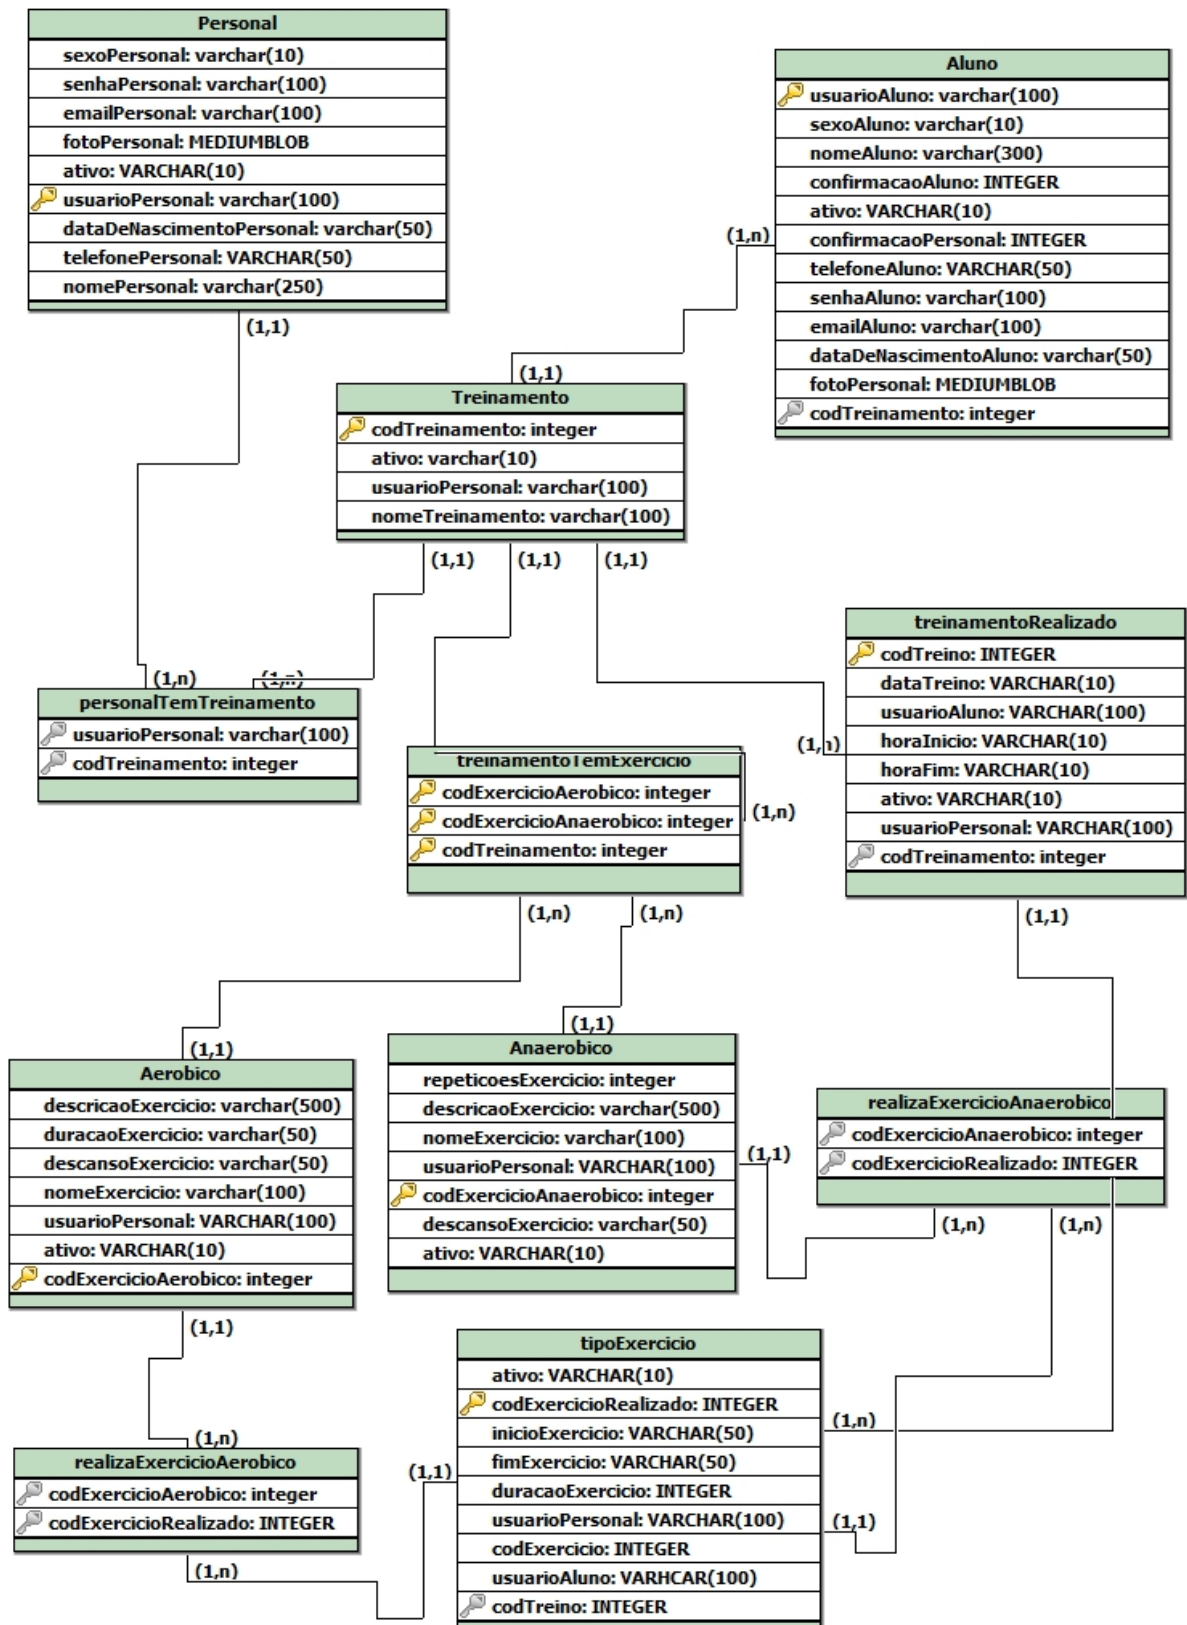 Personal
sexoPersonal: varchar(10)
senhaPersonal: varchar(100)
emailPersonal: varchar(100)
fotoPersonal: MEDIUMBLOB
ativo: VARCHAR(10)
usuarioPersonal: varchar(100)
dataDeNascimentoPersonal: varchar(50)
telefonePersonal: VARCHAR(50)
nomePersonal: varchar(250)
(1,1)
Aluno
usuarioAluno: varchar(100)
sexoAluno: varchar(10)
nomeAluno: varchar(300)
confirmacaoAluno: INTEGER
ativo: VARCHAR(10)
confirmacaoPersonal: INTEGER
telefoneAluno: VARCHAR(50)
senhaAluno: varchar(100)
emailAluno: varchar(100)
dataDeNascimentoAluno: varchar(50)
fotoPersonal: MEDIUMBLOB
codTreinamento: integer
(1,n)
(1,1)
Treinamento
codTreinamento: integer
ativo: varchar(10)
usuarioPersonal: varchar(100)
nomeTreinamento: varchar(100)
(1,1)
(1,1)
(1,1)
(1,n)
(1,n)
personalTemTreinamento
usuarioPersonal: varchar(100)
codTreinamento: integer
treinamentoTemExercicio
codExercicioAerobico: integer
codExercicioAnaerobico: integer
codTreinamento: integer
(1,n)
(1,n)
treinamentoRealizado
codTreino: INTEGER
dataTreino: VARCHAR(10)
usuarioAluno: VARCHAR(100)
horaInicio: VARCHAR(10)
horaFim: VARCHAR(10)
ativo: VARCHAR(10)
usuarioPersonal: VARCHAR(100)
codTreinamento: integer
(1,n)
(1,n)
(1,1)
(1,1)
Aerobico
descricaoExercicio: varchar(500)
duracaoExercicio: varchar(50)
descansoExercicio: varchar(50)
nomeExercicio: varchar(100)
usuarioPersonal: VARCHAR(100)
ativo: VARCHAR(10)
codExercicioAerobico: integer
(1,1)
(1,1)
Anaerobico
repeticoesExercicio: integer
descricaoExercicio: varchar(500)
nomeExercicio: varchar(100)
usuarioPersonal: VARCHAR(100)
codExercicioAnaerobico: integer
descansoExercicio: varchar(50)
ativo: VARCHAR(10)
(1,1)
realizaExercicioAnaerobico
codExercicioAnaerobico: integer
codExercicioRealizado: INTEGER
(1,n)
(1,n)
(1,n)
realizaExercicioAerobico
codExercicioAerobico: integer
codExercicioRealizado: INTEGER
(1,n)
(1,1)
tipoExercicio
ativo: VARCHAR(10)
codExercicioRealizado: INTEGER
inicioExercicio: VARCHAR(50)
fimExercicio: VARCHAR(50)
duracaoExercicio: INTEGER
usuarioPersonal: VARCHAR(100)
codExercicio: INTEGER
usuarioAluno: VARHCAR(100)
codTreino: INTEGER
(1,n)
(1,1)